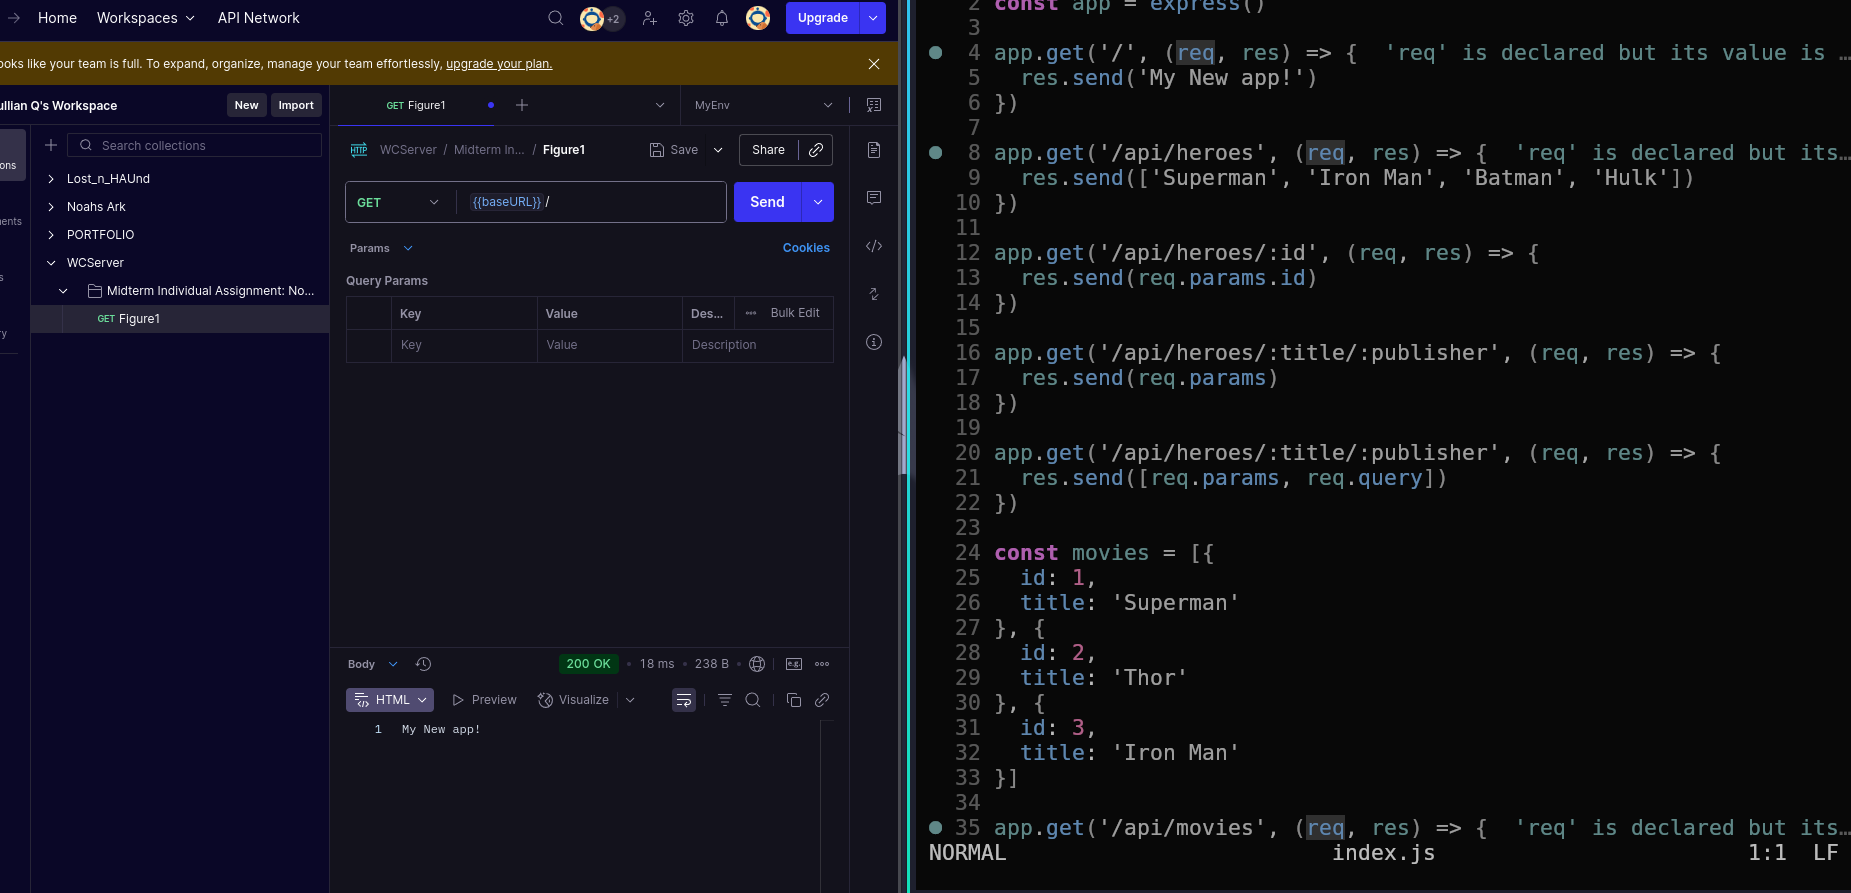 Home Workspaces API Network +2 Upgrade
ooks like your team is full. To expand, organize, manage your team effortlessly, upgrade your plan.
ullian Q's Workspace New Import
ons
ents
s
ry
Search collections
Lost_n_HAUnd
Noahs Ark
PORTFOLIO
WCServer
Midterm Individual Assignment: No...
GET Figure1
GET Figure1 MyEnv
HTTP WCServer / Midterm In... / Figure1 Save Share
GET {{baseURL}} / Send
Params Cookies
Query Params
Key Value Des... Bulk Edit
Key Value Description
Body 200 OK • 18 ms • 238 B • e.g.
HTML Preview Visualize
1 My New app!
2 const app = express()
3
4 app.get('/', (req, res) => { 'req' is declared but its value is …
5 res.send('My New app!')
6 })
7
8 app.get('/api/heroes', (req, res) => { 'req' is declared but its…
9 res.send(['Superman', 'Iron Man', 'Batman', 'Hulk'])
10 })
11
12 app.get('/api/heroes/:id', (req, res) => {
13 res.send(req.params.id)
14 })
15
16 app.get('/api/heroes/:title/:publisher', (req, res) => {
17 res.send(req.params)
18 })
19
20 app.get('/api/heroes/:title/:publisher', (req, res) => {
21 res.send([req.params, req.query])
22 })
23
24 const movies = [{
25 id: 1,
26 title: 'Superman'
27 }, {
28 id: 2,
29 title: 'Thor'
30 }, {
31 id: 3,
32 title: 'Iron Man'
33 }]
34
35 app.get('/api/movies', (req, res) => { 'req' is declared but its…
NORMAL index.js 1:1 LF